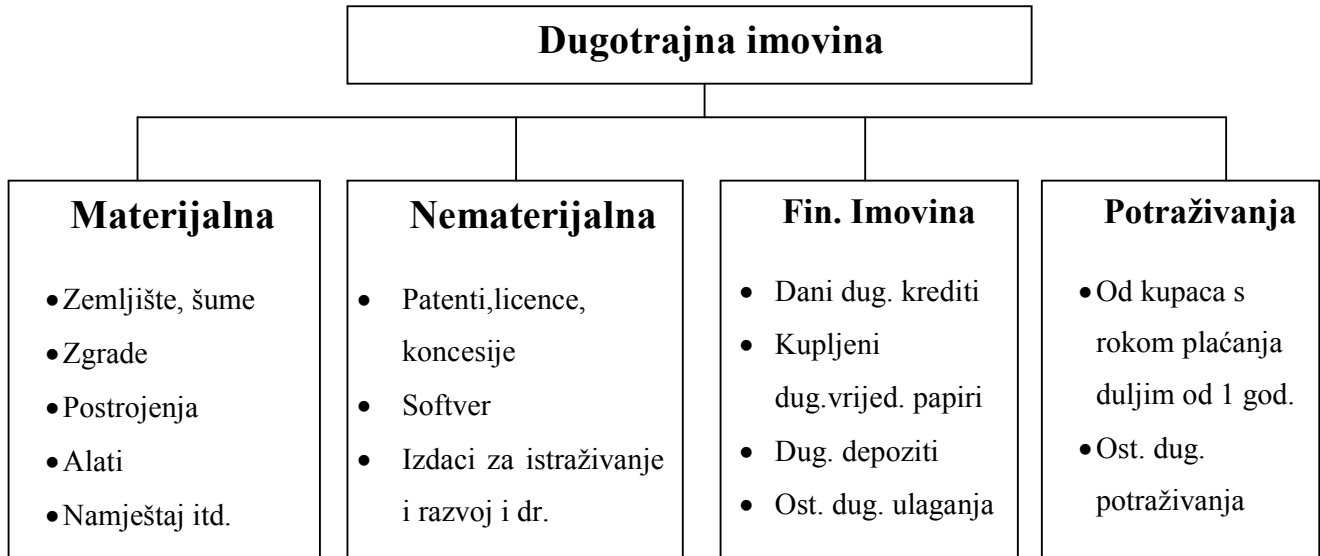 Dugotrajna imovina
Materijalna
• Zemljište, šume
• Zgrade
• Postrojenja
• Alati
• Namještaj itd.
Nematerijalna
• Patenti,licence,
koncesije
• Softver
• Izdaci za istraživanje
i razvoj i dr.
Fin. Imovina
• Dani dug. krediti
• Kupljeni
dug.vrijed. papiri
• Dug. depoziti
• Ost. dug. ulaganja
Potraživanja
• Od kupaca s
rokom plaćanja
duljim od 1 god.
• Ost. dug.
potraživanja